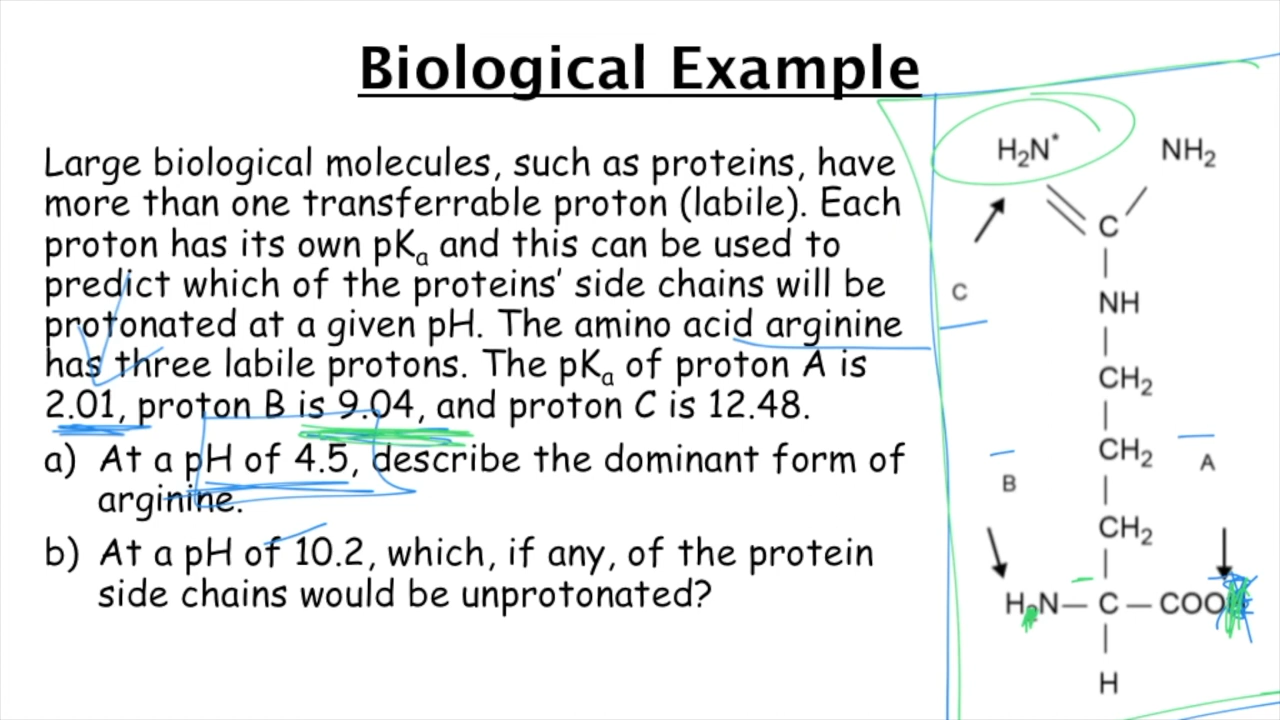 Biological Example
Large biological molecules, such as proteins, have
more than one transferrable proton (labile). Each
proton has its own pKₐ and this can be used to
predict which of the proteins’ side chains will be
protonated at a given pH. The amino acid arginine
has three labile protons. The pKₐ of proton A is
2.01, proton B is 9.04, and proton C is 12.48.
a) At a pH of 4.5, describe the dominant form of
arginine.
b) At a pH of 10.2, which, if any, of the protein
side chains would be unprotonated?
H₂N⁺ NH₂
C
C
NH
CH₂
CH₂
A
B
CH₂
N— C — COO
H